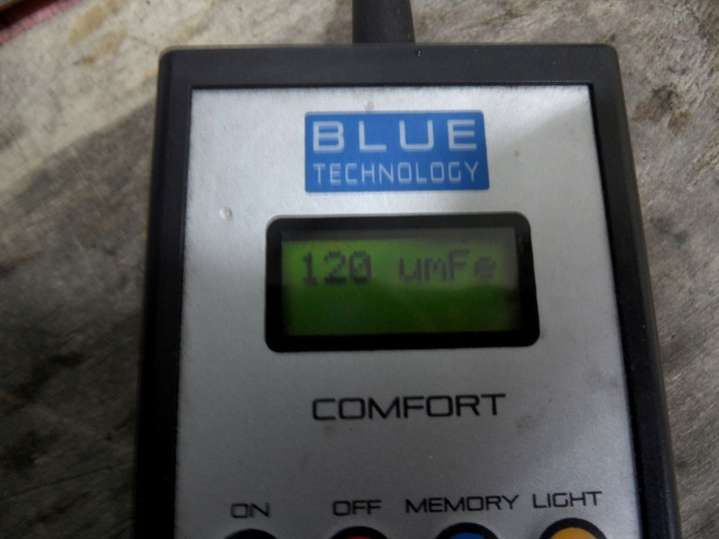 BLUE
TECHNOLOGY
120 umFe
COMFORT
ON OFF MEMORY LIGHT